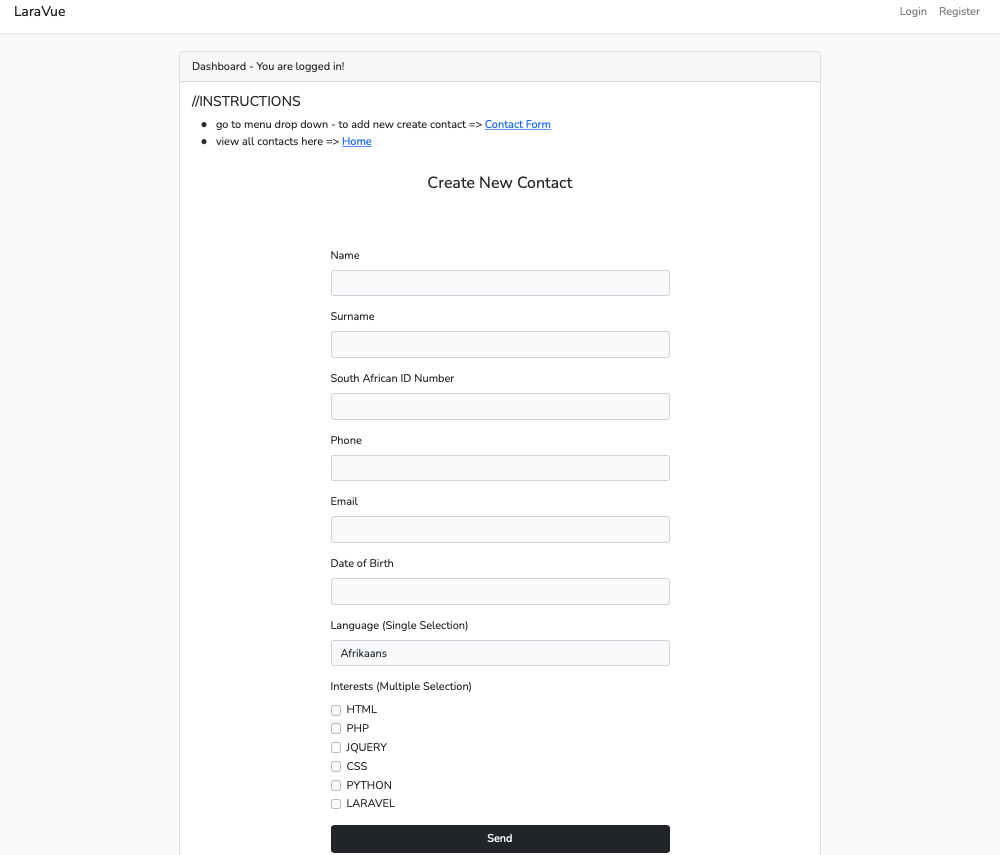 LaraVue
Login Register
Dashboard - You are logged in!
//INSTRUCTIONS
go to menu drop down - to add new create contact => Contact Form
view all contacts here => Home
Create New Contact
Name
Surname
South African ID Number
Phone
Email
Date of Birth
Language (Single Selection)
Afrikaans
Interests (Multiple Selection)
HTML
PHP
JQUERY
CSS
PYTHON
LARAVEL
Send